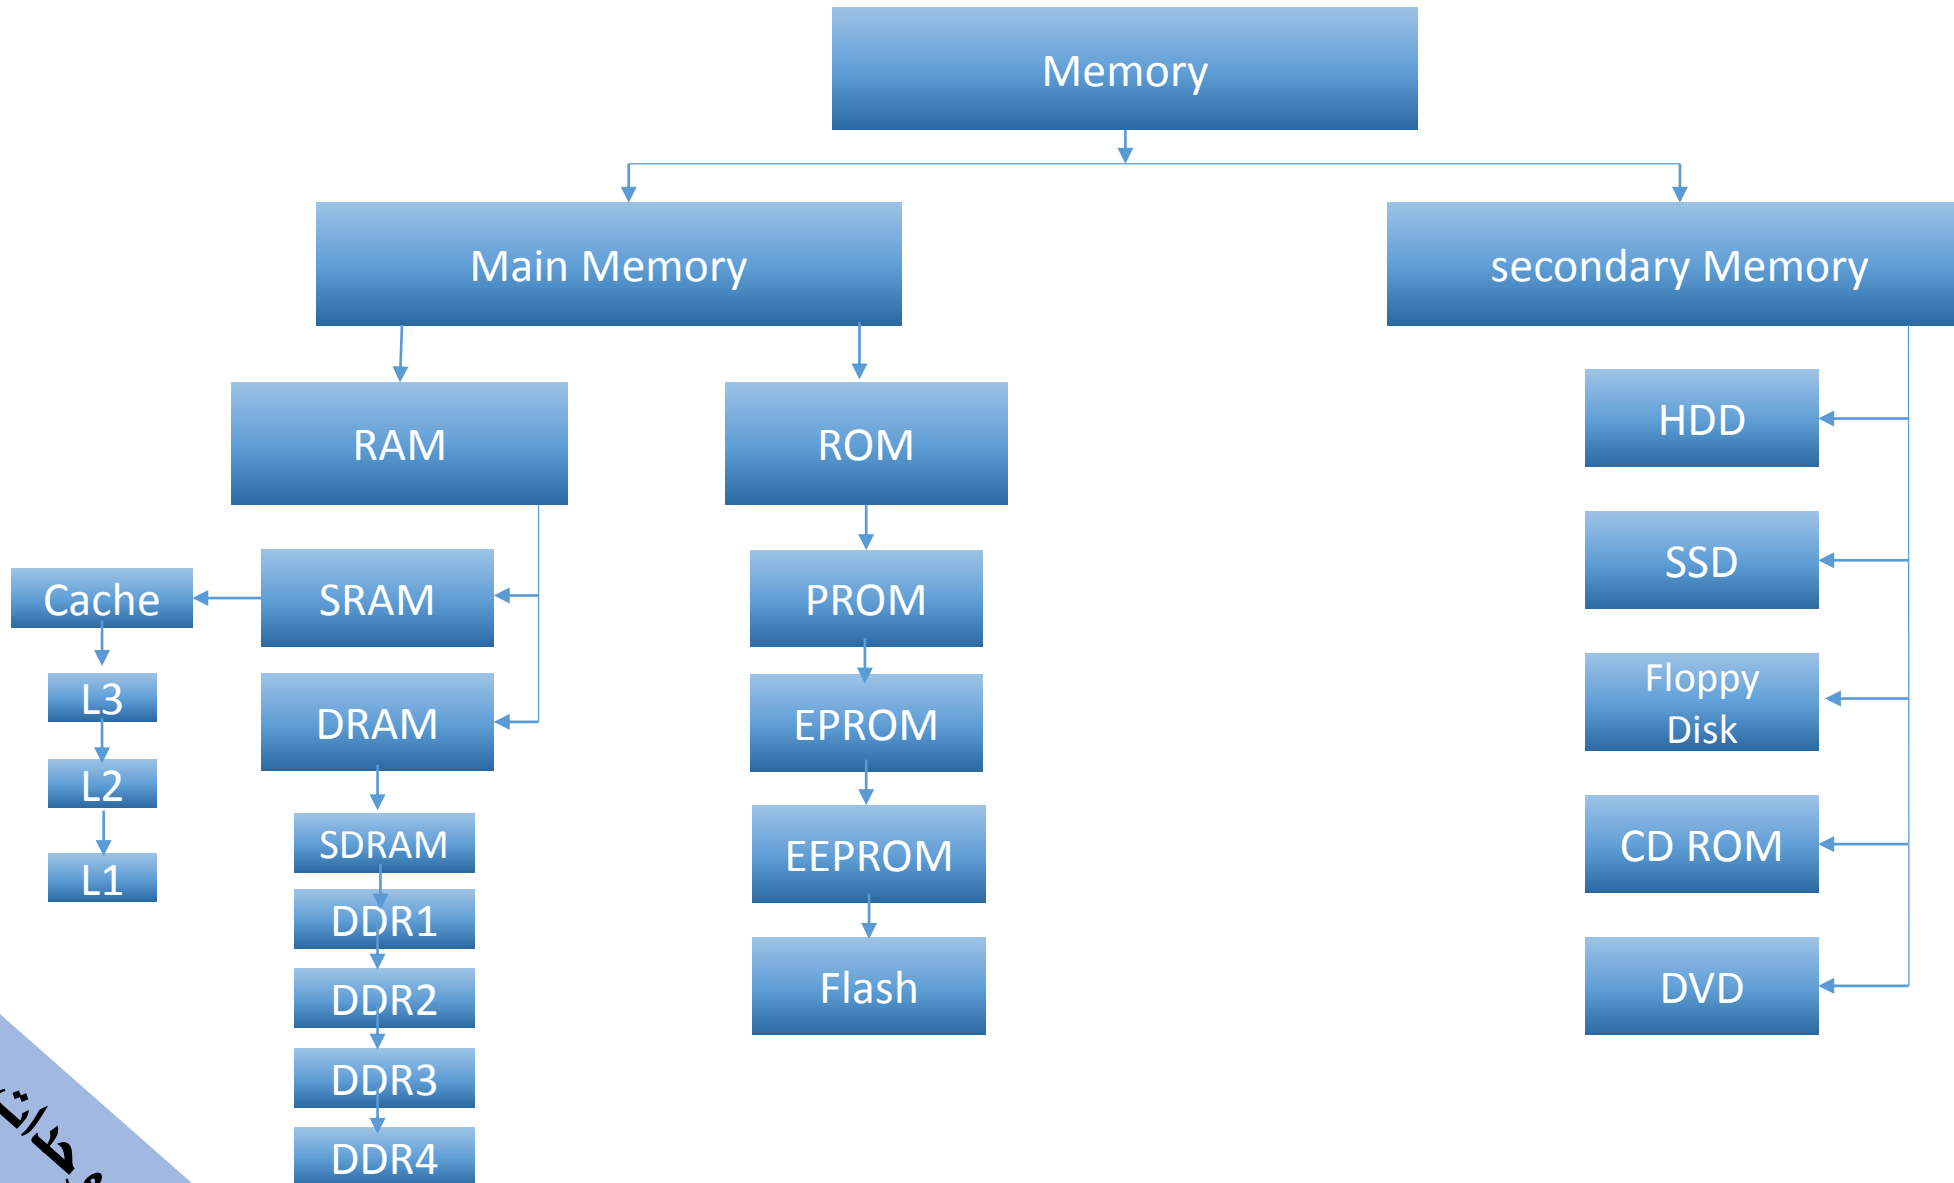 Memory
Main Memory
secondary Memory
RAM
ROM
HDD
SSD
Floppy
Disk
CD ROM
DVD
Cache
SRAM
PROM
L3
DRAM
EPROM
L2
SDRAM
EEPROM
L1
DDR1
Flash
DDR2
DDR3
DDR4